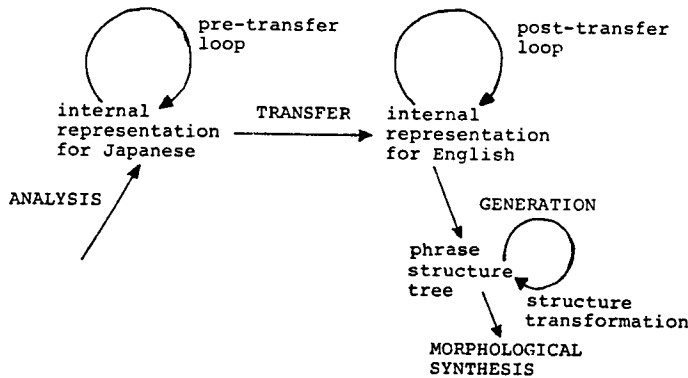 pre-transfer
loop
post-transfer
loop
internal
representation
for Japanese
TRANSFER
internal
representation
for English
ANALYSIS
GENERATION
phrase
structure
tree
structure
transformation
MORPHOLOGICAL
SYNTHESIS